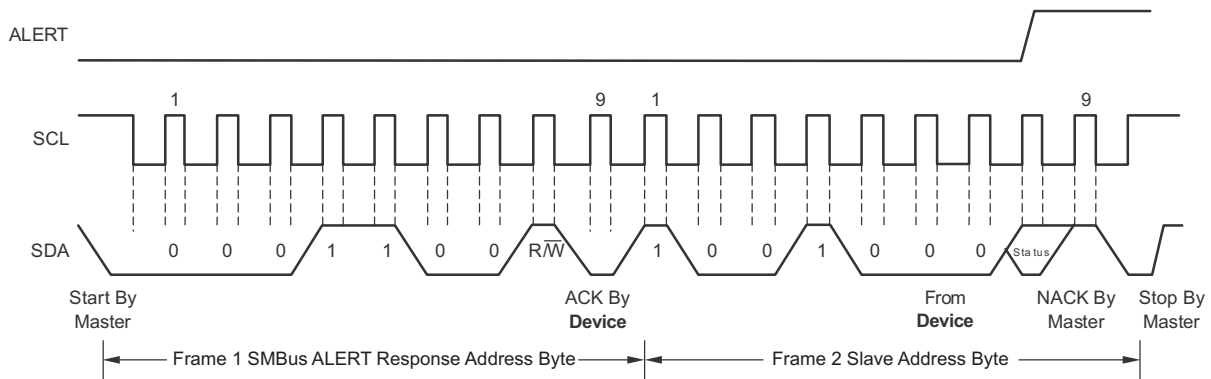 ALERT
1 9 1 9
SCL
SDA
0 0 0 1 1 0 0 R/W 1 0 0 1 0 0 0 Status
Start By
Master
ACK By
Device
From
Device
NACK By
Master
Stop By
Master
Frame 1 SMBus ALERT Response Address Byte
Frame 2 Slave Address Byte